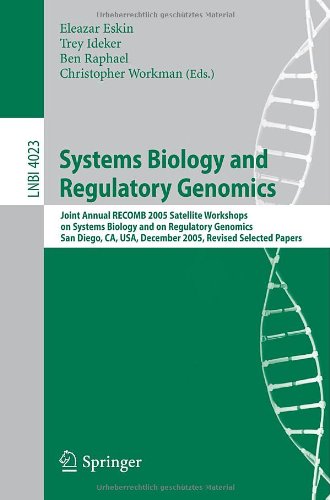 Urheberrechtlich geschütztes
Eleazar Eskin
Trey Ideker
Ben Raphael
Christopher Workman (Eds.)
LNBI 4023
Systems Biology and
Regulatory Genomics
Joint Annual RECOMB 2005 Satellite Workshops
on Systems Biology and on Regulatory Genomics
San Diego, CA, USA, December 2005, Revised Selected Papers
Springer
Urheberrechtlich geschütztes